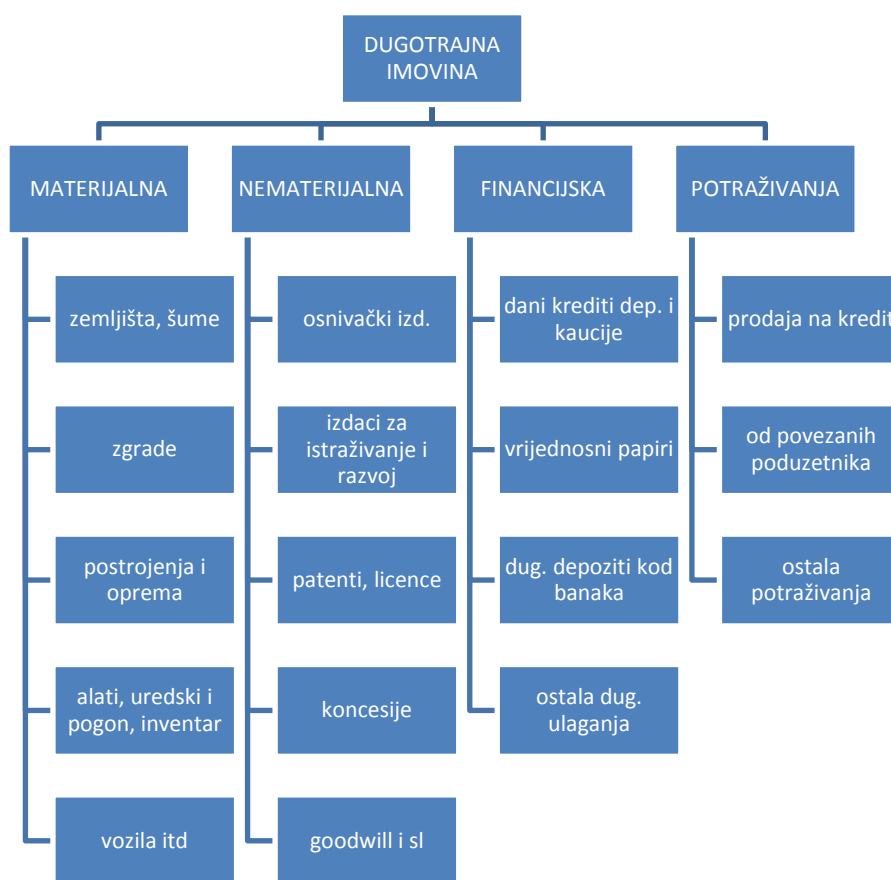 DUGOTRAJNA
IMOVINA
MATERIJALNA
zemljišta, šume
zgrade
postrojenja i
oprema
alati, uredski i
pogon, inventar
vozila itd
NEMATERIJALNA
osnivački izd.
izdaci za
istraživanje i
razvoj
patenti, licence
koncesije
goodwill i sl
FINANCIJSKA
dani krediti dep. i
kaucije
vrijednosni papiri
dug. depoziti kod
banaka
ostala dug.
ulaganja
POTRAŽIVANJA
prodaja na kredit
od povezanih
poduzetnika
ostala
potraživanja